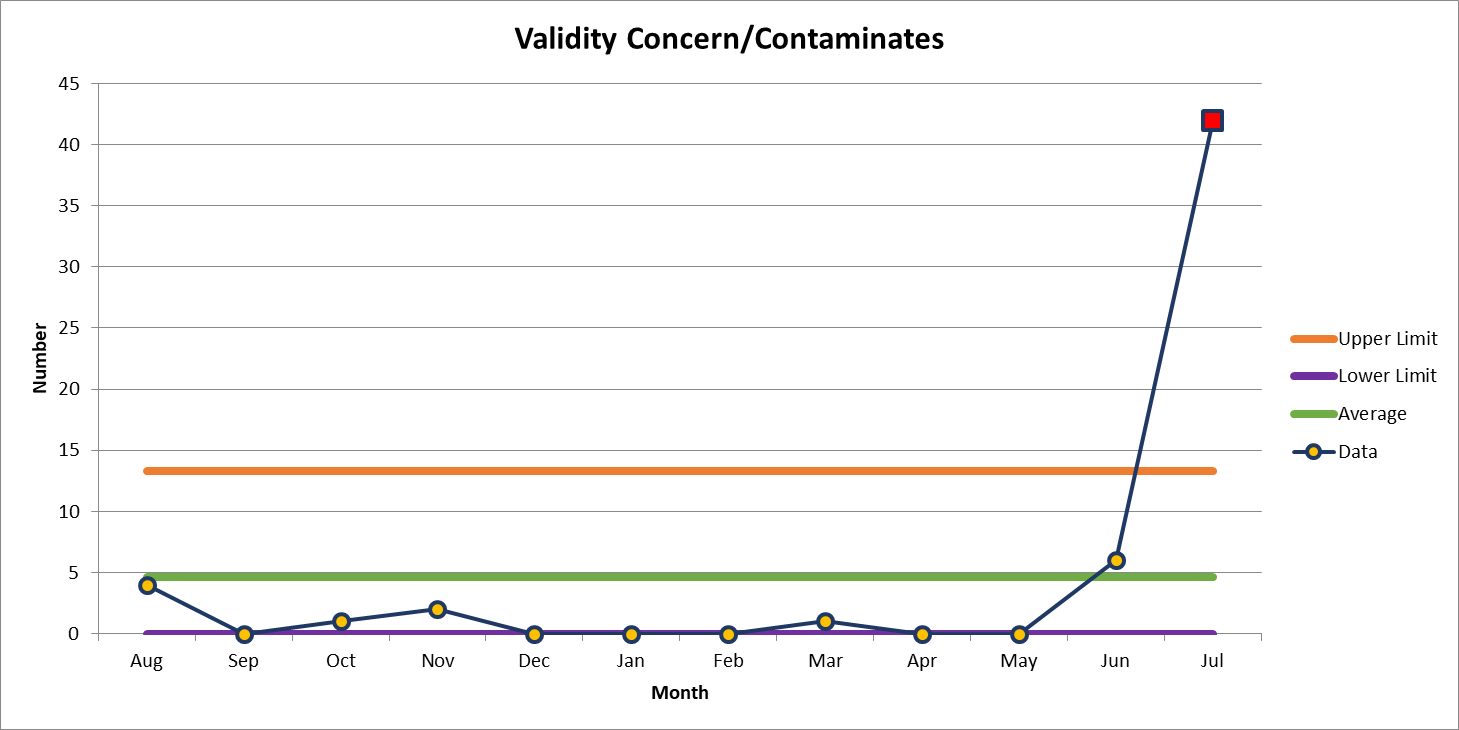 Validity Concern/Contaminates
45
40
35
30
25
20
15
10
5
0
Number
Aug Sep Oct Nov Dec Jan Feb Mar Apr May Jun Jul
Month
Upper Limit
Lower Limit
Average
Data